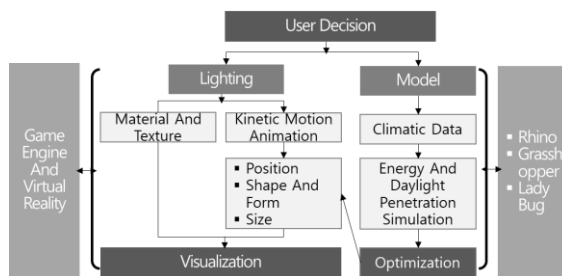 User Decision
Lighting
Model
Material And
Texture
Kinetic Motion
Animation
Climatic Data
Game
Engine
And
Virtual
Reality
▪ Position
▪ Shape And
Form
▪ Size
Energy And
Daylight
Penetration
Simulation
▪ Rhino
▪ Grassh
opper
▪ Lady
Bug
Visualization
Optimization